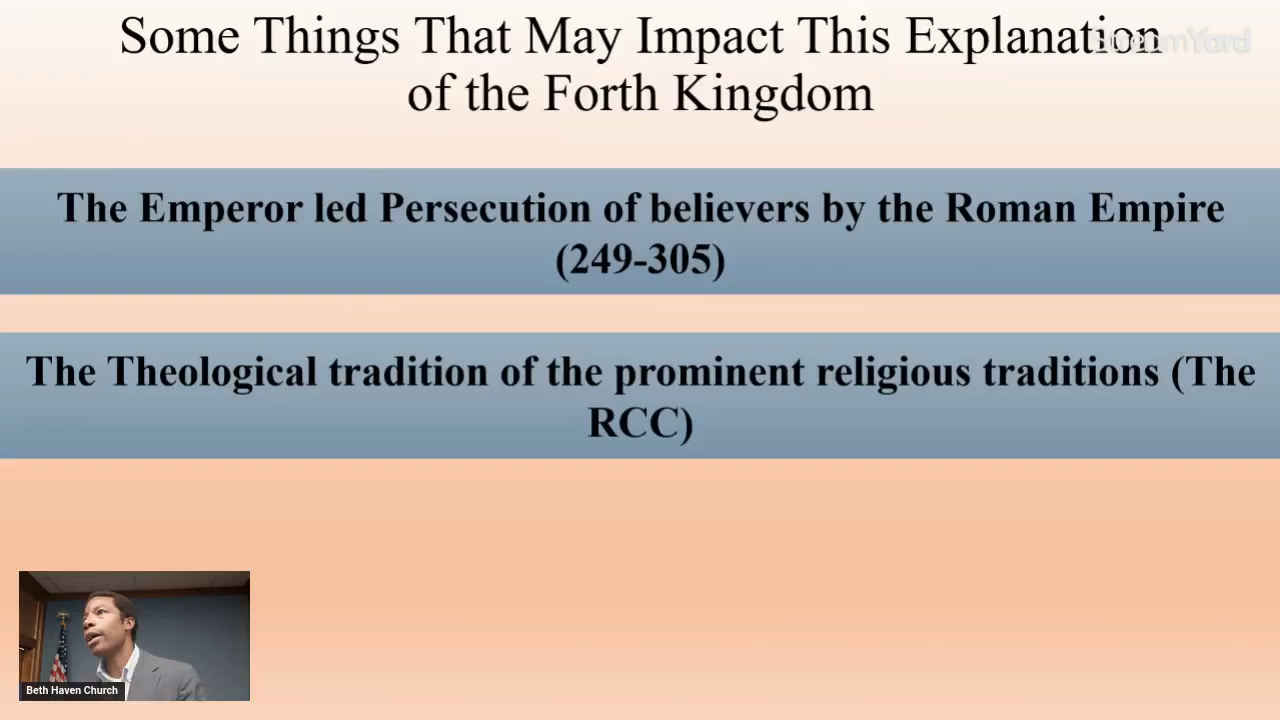 Some Things That May Impact This Explanation
of the Forth Kingdom
StreamYard
The Emperor led Persecution of believers by the Roman Empire
(249-305)
The Theological tradition of the prominent religious traditions (The
RCC)
Beth Haven Church